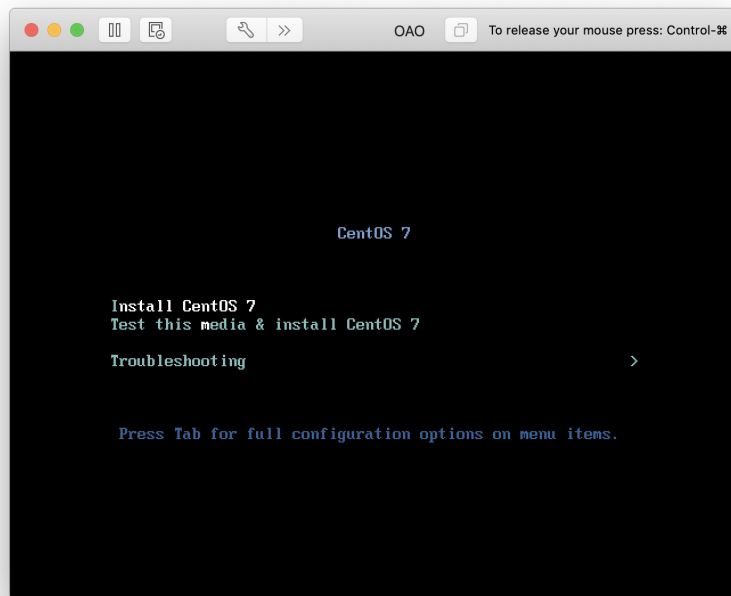 OAO
To release your mouse press: Control-⌘
CentOS 7
Install CentOS 7
Test this media & install CentOS 7
Troubleshooting >
Press Tab for full configuration options on menu items.